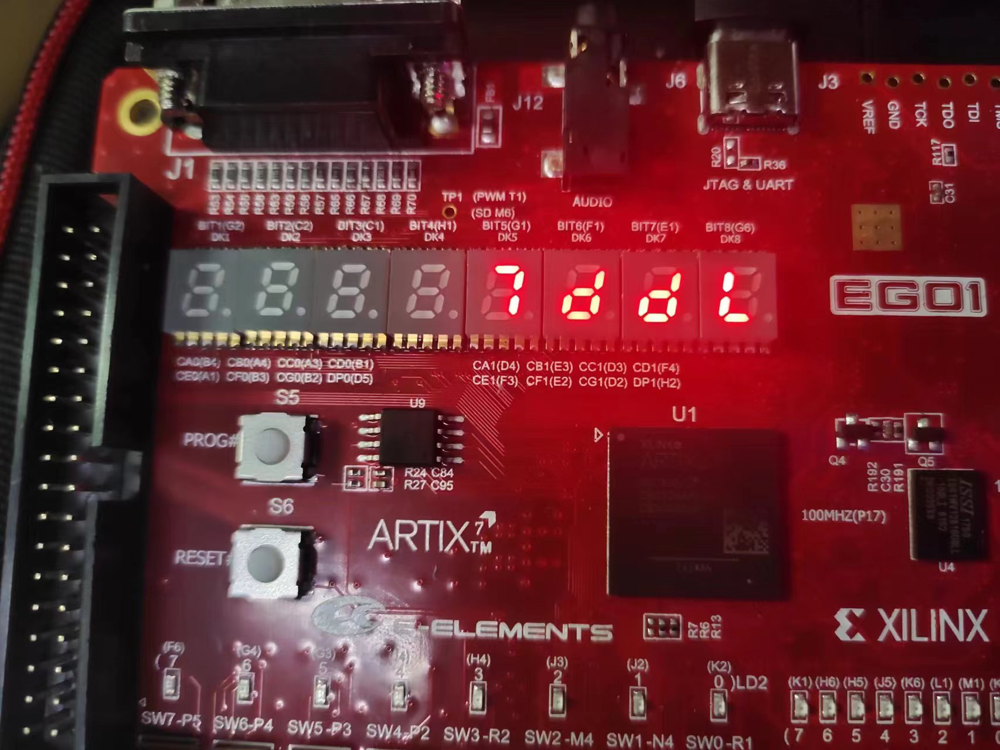 J1
J12
FB1
J6
J3
VREF
GND
TCK
TDO
TDI
R20
R36
R117
C31
JTAG & UART
AUDIO
TP1 (PWM T1)
(SD M6)
R67
R68
R69
R70
BIT1(G2) BIT2(C2) BIT3(C1) BIT4(H1) BIT5(G1) BIT6(F1) BIT7(E1) BIT8(G6)
DK1 DK2 DK3 DK4 DK5 DK6 DK7 DK8
7ddL
EGO1
CA0(B4) CB0(A4) CC0(A3) CD0(B1)
CE0(A1) CF0(B3) CG0(B2) DP0(D5)
CA1(D4) CB1(E3) CC1(D3) CD1(F4)
CE1(F3) CF1(E2) CG1(D2) DP1(H2)
S5
U9
U1
PROG#
R24 C84
R27 C95
Q4
Q5
R192
C30
R191
S6
100MHZ(P17)
ARTIX 7 TM
RESET#
XILINX
ARTIX
U4
E-ELEMENTS
R7
R6
R13
XILINX
(F6) (G4) (G3) (H4) (J3) (J2) (K2)
(7 6 5 4 3 2 1 0 )LD2
(K1) (H6) (H5) (J5) (K6) (L1) (M1)
SW7-P5 SW6-P4 SW5-P3 SW4-P2 SW3-R2 SW2-M4 SW1-N4 SW0-R1
(7 6 5 4 3 2 1